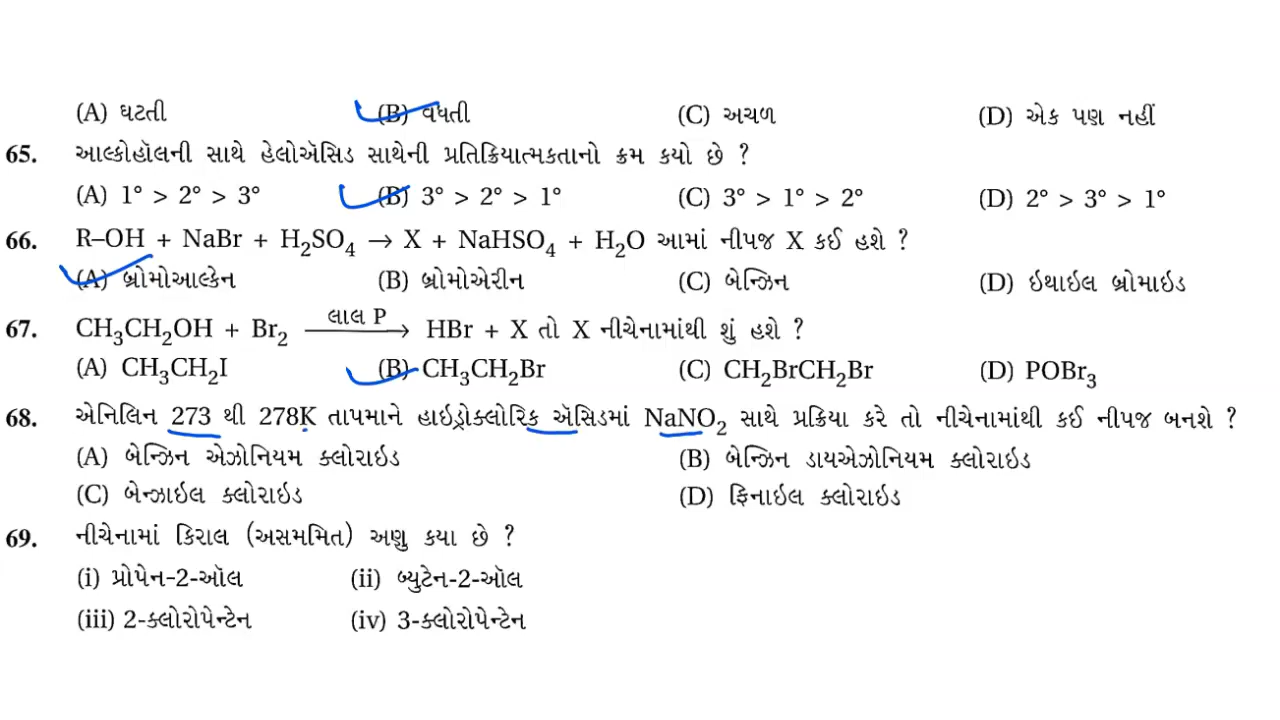 (A) ઘટતી (B) વધતી (C) અચળ (D) એક પણ નહીં
65. આલ્કોહૉલની સાથે હેલોઍસિડ સાથેની પ્રતિક્રિયાત્મકતાનો ક્રમ કયો છે ?
(A) 1° > 2° > 3° (B) 3° > 2° > 1° (C) 3° > 1° > 2° (D) 2° > 3° > 1°
66. R–OH + NaBr + H₂SO₄ → X + NaHSO₄ + H₂O આમાં નીપજ X કઈ હશે ?
(A) બ્રોમોઆલ્કેન (B) બ્રોમોએરીન (C) બેન્ઝિન (D) ઇથાઇલ બ્રોમાઇડ
67. CH₃CH₂OH + Br₂ —લાલ P→ HBr + X તો X નીચેનામાંથી શું હશે ?
(A) CH₃CH₂I (B) CH₃CH₂Br (C) CH₂BrCH₂Br (D) POBr₃
68. એનિલિન 273 થી 278K તાપમાને હાઇડ્રોક્લોરિક ઍસિડમાં NaNO₂ સાથે પ્રક્રિયા કરે તો નીચેનામાંથી કઈ નીપજ બનશે ?
(A) બેન્ઝિન એઝોનિયમ ક્લોરાઇડ (B) બેન્ઝિન ડાયએઝોનિયમ ક્લોરાઇડ
(C) બેન્ઝાઇલ ક્લોરાઇડ (D) ફિનાઇલ ક્લોરાઇડ
69. નીચેનામાં કિરાલ (અસમમિત) અણુ કયા છે ?
(i) પ્રોપેન-2-ઑલ (ii) બ્યુટેન-2-ઑલ
(iii) 2-ક્લોરોપેન્ટેન (iv) 3-ક્લોરોપેન્ટેન